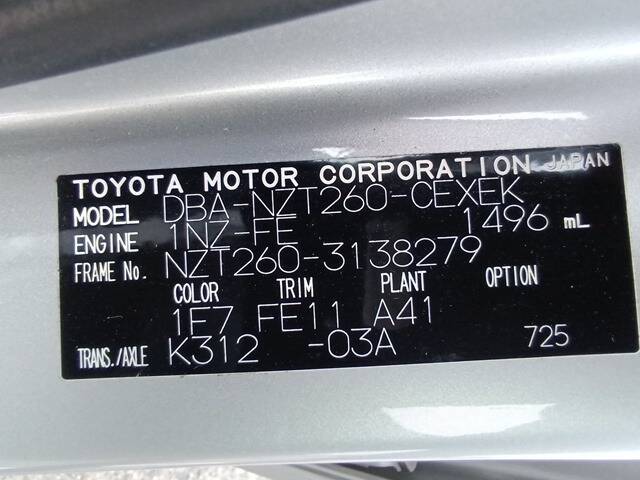 TOYOTA MOTOR CORPORATION JAPAN
MODEL DBA-NZT260-CEXEK
ENGINE 1NZ-FE 1496 mL
FRAME No. NZT260-3138279
COLOR TRIM PLANT OPTION
1E7 FE11 A41
TRANS./AXLE K312 -03A 725